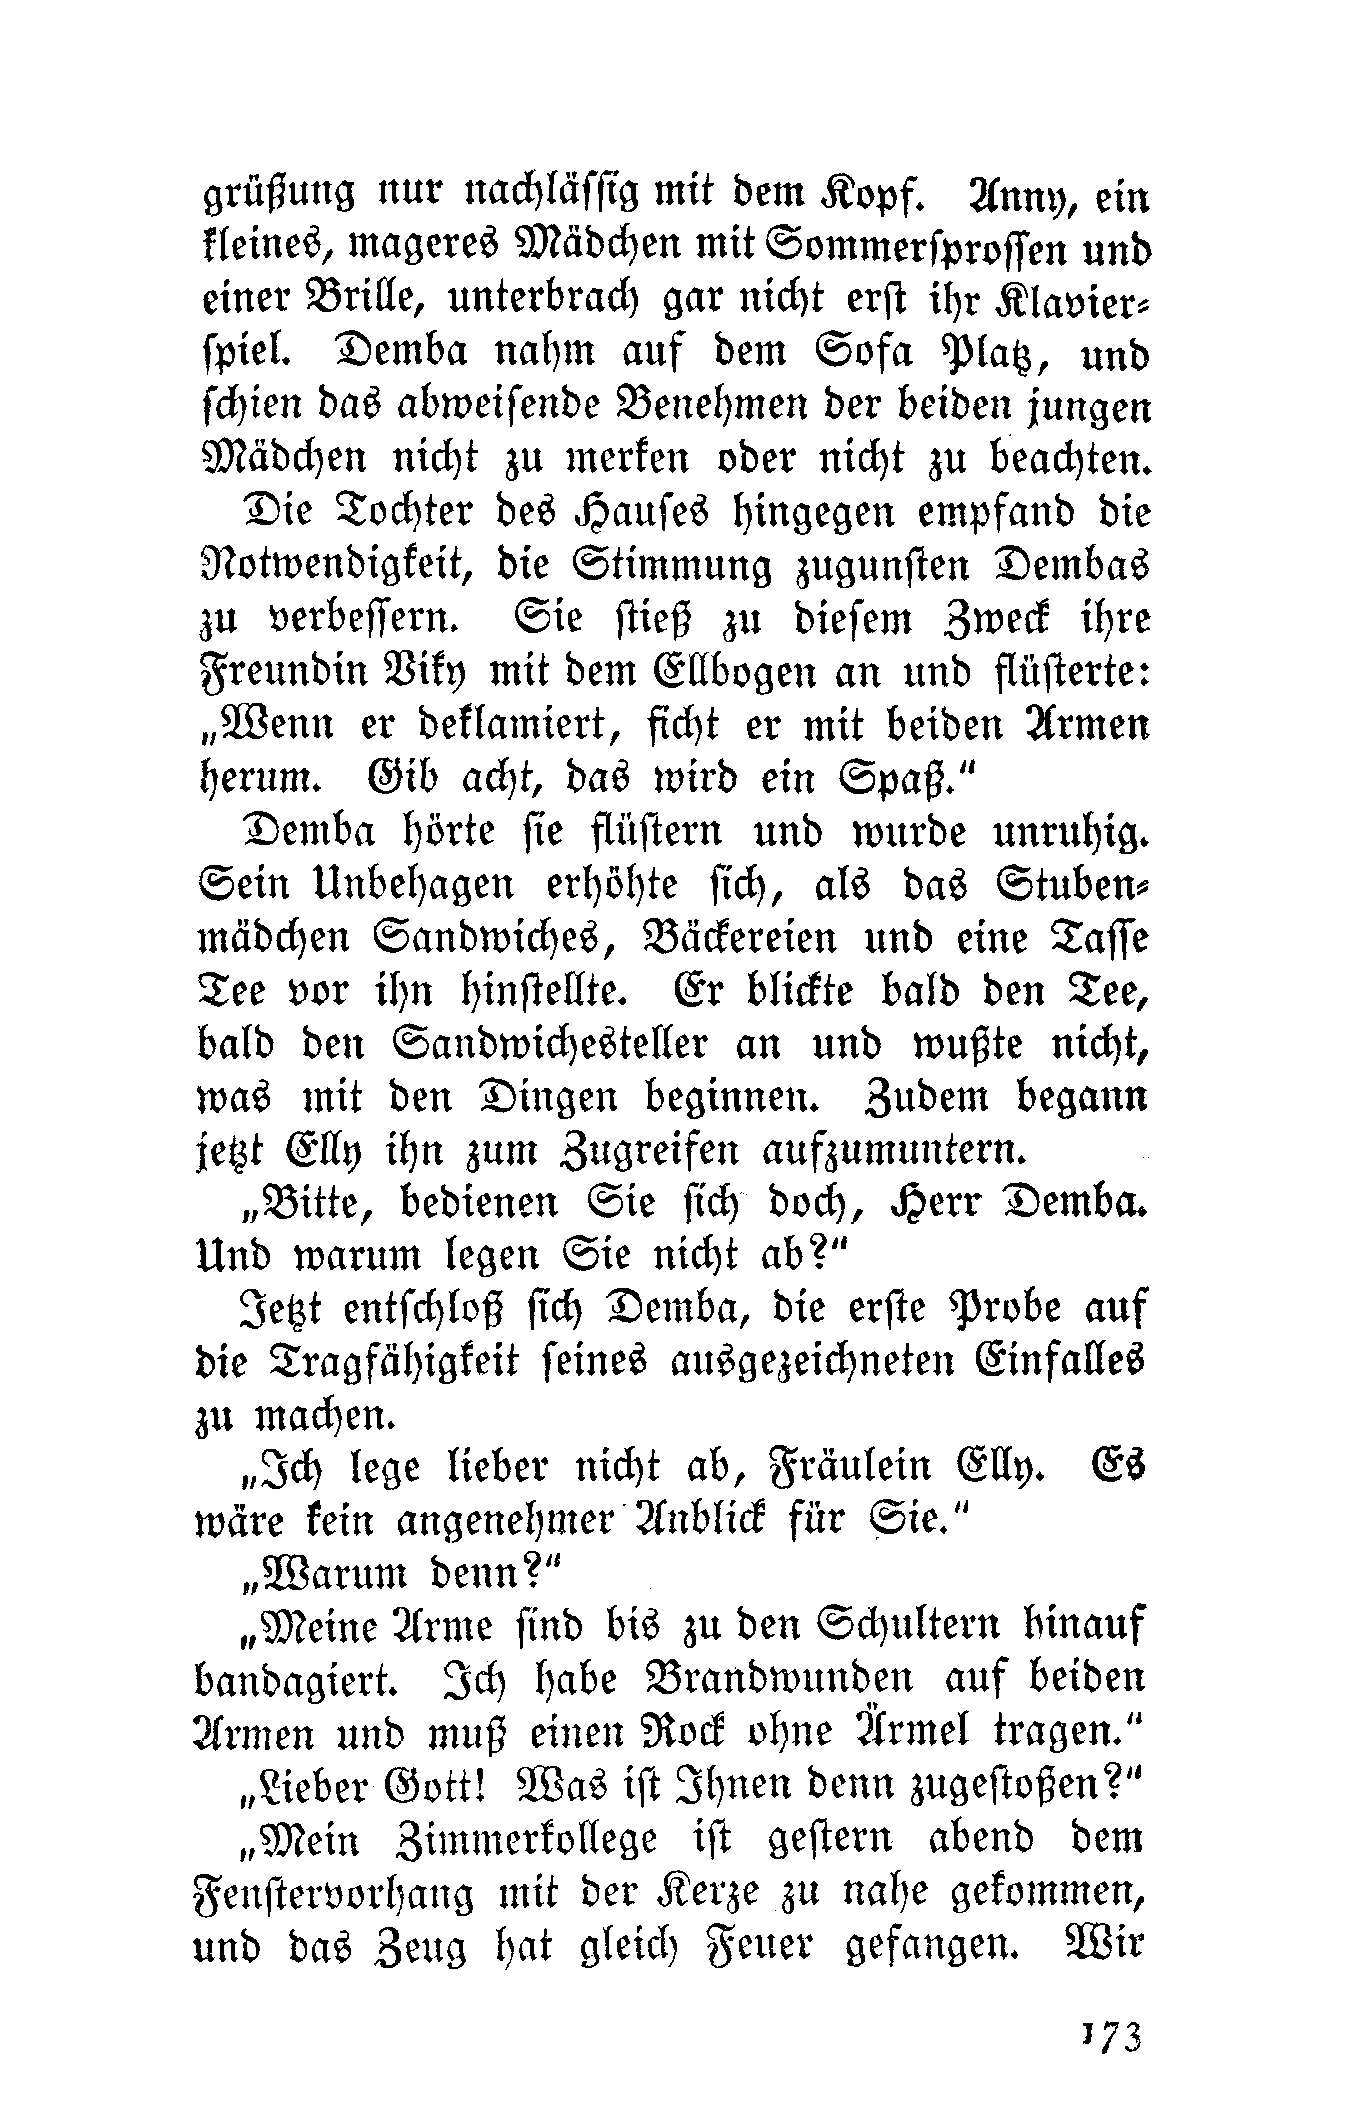 grüßung nur nachlässig mit dem Kopf. Anny, ein
kleines, mageres Mädchen mit Sommersprossen und
einer Brille, unterbrach gar nicht erst ihr Klavier-
spiel. Demba nahm auf dem Sofa Platz, und
schien das abweisende Benehmen der beiden jungen
Mädchen nicht zu merken oder nicht zu beachten.
Die Tochter des Hauses hingegen empfand die
Notwendigkeit, die Stimmung zugunsten Dembas
zu verbessern. Sie stieß zu diesem Zweck ihre
Freundin Viky mit dem Ellbogen an und flüsterte:
„Wenn er deklamiert, ficht er mit beiden Armen
herum. Gib acht, das wird ein Spaß.“
Demba hörte sie flüstern und wurde unruhig.
Sein Unbehagen erhöhte sich, als das Stuben-
mädchen Sandwiches, Bäckereien und eine Tasse
Tee vor ihn hinstellte. Er blickte bald den Tee,
bald den Sandwichesteller an und wußte nicht,
was mit den Dingen beginnen. Zudem begann
jetzt Elly ihn zum Zugreifen aufzumuntern.
„Bitte, bedienen Sie sich doch, Herr Demba.
Und warum legen Sie nicht ab?“
Jetzt entschloß sich Demba, die erste Probe auf
die Tragfähigkeit seines ausgezeichneten Einfalles
zu machen.
„Ich lege lieber nicht ab, Fräulein Elly. Es
wäre kein angenehmer Anblick für Sie.“
„Warum denn?“
„Meine Arme sind bis zu den Schultern hinauf
bandagiert. Ich habe Brandwunden auf beiden
Armen und muß einen Rock ohne Ärmel tragen.“
„Lieber Gott! Was ist Ihnen denn zugestoßen?“
„Mein Zimmerkollege ist gestern abend dem
Fenstervorhang mit der Kerze zu nahe gekommen,
und das Zeug hat gleich Feuer gefangen. Wir
173